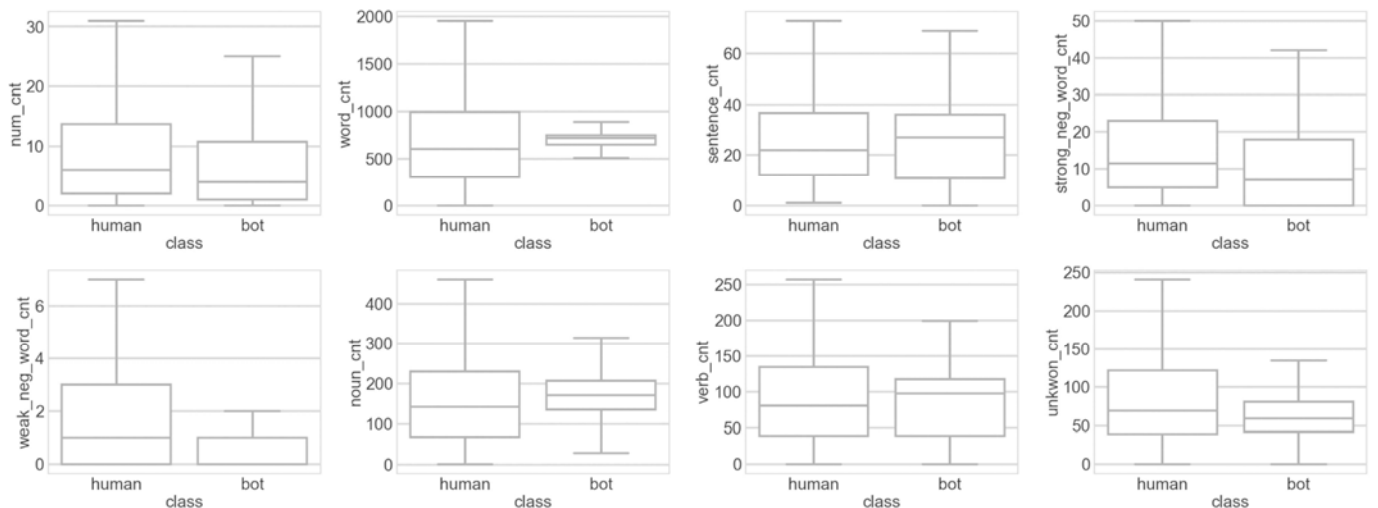 num_cnt
30
20
10
0
human bot
class
word_cnt
2000
1500
1000
500
0
human bot
class
sentence_cnt
60
40
20
0
human bot
class
strong_neg_word_cnt
50
40
30
20
10
0
human bot
class
weak_neg_word_cnt
6
4
2
0
human bot
class
noun_cnt
400
300
200
100
0
human bot
class
verb_cnt
250
200
150
100
50
0
human bot
class
unkwon_cnt
250
200
150
100
50
0
human bot
class